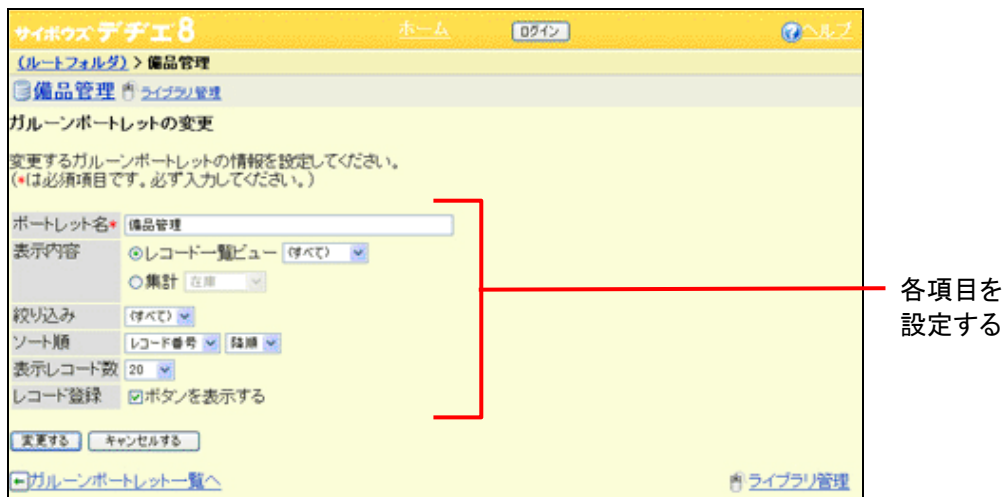 サイボウズ デヂエ8 ホーム ログイン ヘルプ
(ルートフォルダ) > 備品管理
備品管理 ライブラリ管理
ガルーンポートレットの変更
変更するガルーンポートレットの情報を設定してください。
(*は必須項目です。必ず入力してください。)
ポートレット名* 備品管理
表示内容 レコード一覧ビュー (すべて)
集計 在庫
絞り込み (すべて)
ソート順 レコード番号 降順
表示レコード数 20
レコード登録 ボタンを表示する
変更する キャンセルする
ガルーンポートレット一覧へ ライブラリ管理
各項目を
設定する